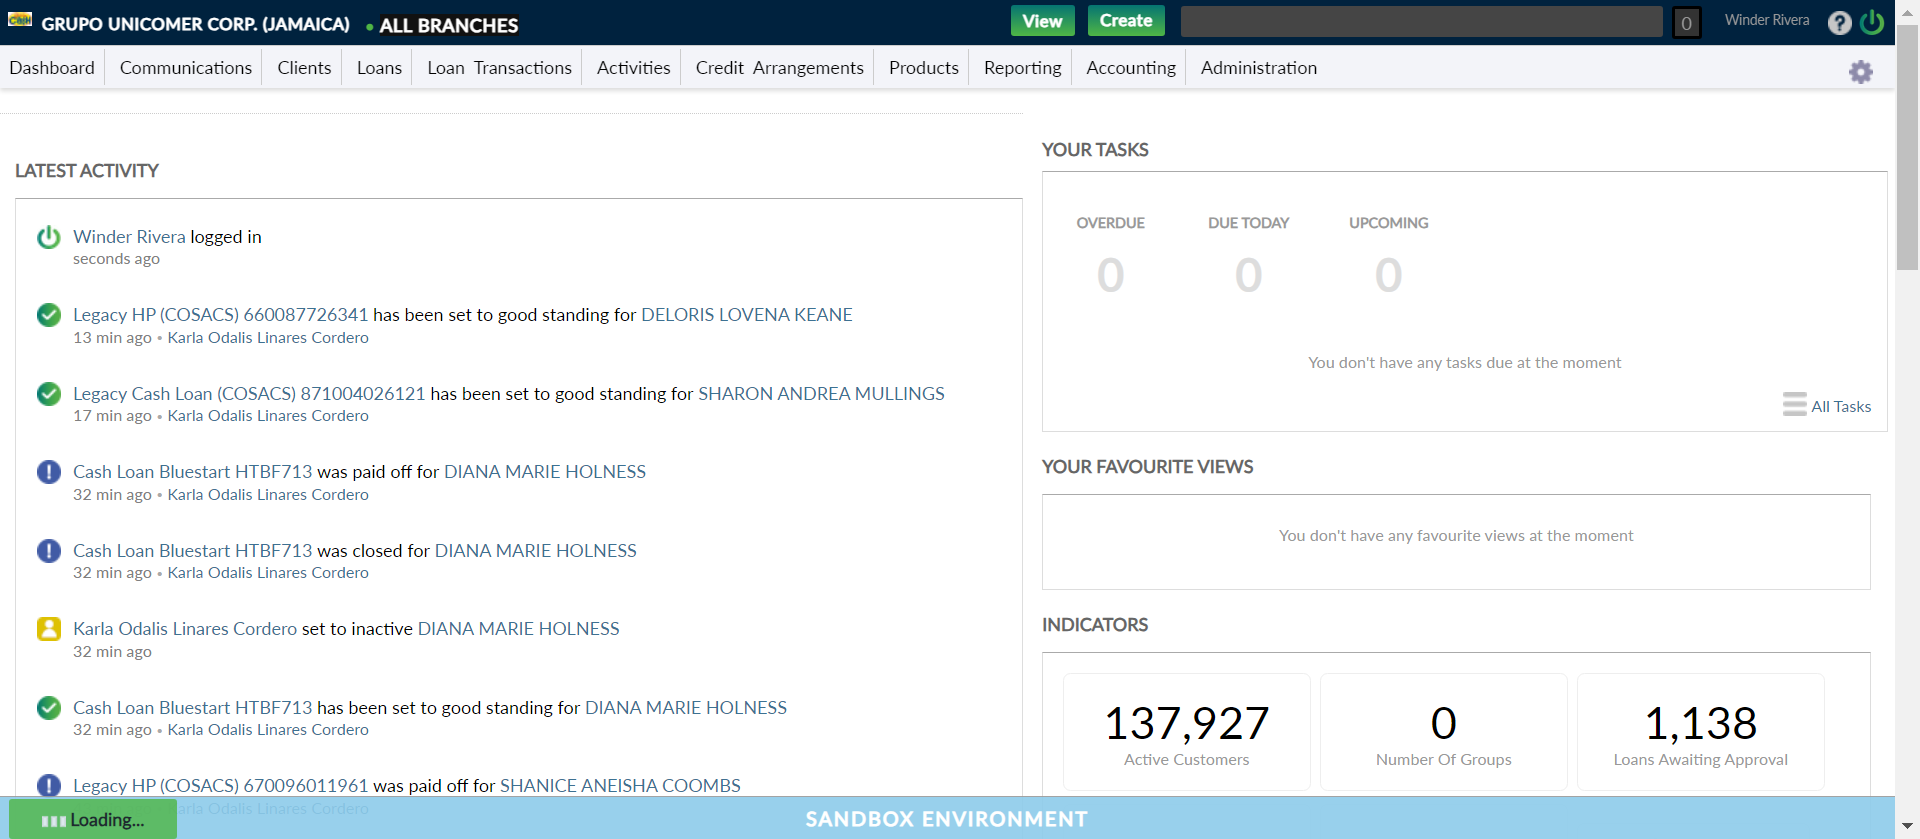 Cash GRUPO UNICOMER CORP. (JAMAICA) • ALL BRANCHES View Create 0 Winder Rivera ?
Dashboard Communications Clients Loans Loan Transactions Activities Credit Arrangements Products Reporting Accounting Administration
LATEST ACTIVITY
Winder Rivera logged in
seconds ago
Legacy HP (COSACS) 660087726341 has been set to good standing for DELORIS LOVENA KEANE
13 min ago • Karla Odalis Linares Cordero
Legacy Cash Loan (COSACS) 871004026121 has been set to good standing for SHARON ANDREA MULLINGS
17 min ago • Karla Odalis Linares Cordero
Cash Loan Bluestart HTBF713 was paid off for DIANA MARIE HOLNESS
32 min ago • Karla Odalis Linares Cordero
Cash Loan Bluestart HTBF713 was closed for DIANA MARIE HOLNESS
32 min ago • Karla Odalis Linares Cordero
Karla Odalis Linares Cordero set to inactive DIANA MARIE HOLNESS
32 min ago
Cash Loan Bluestart HTBF713 has been set to good standing for DIANA MARIE HOLNESS
32 min ago • Karla Odalis Linares Cordero
Legacy HP (COSACS) 670096011961 was paid off for SHANICE ANEISHA COOMBS
Odalis Linares Cordero
YOUR TASKS
OVERDUE DUE TODAY UPCOMING
0 0 0
You don't have any tasks due at the moment
All Tasks
YOUR FAVOURITE VIEWS
You don't have any favourite views at the moment
INDICATORS
137,927 0 1,138
Active Customers Number Of Groups Loans Awaiting Approval
Loading... SANDBOX ENVIRONMENT